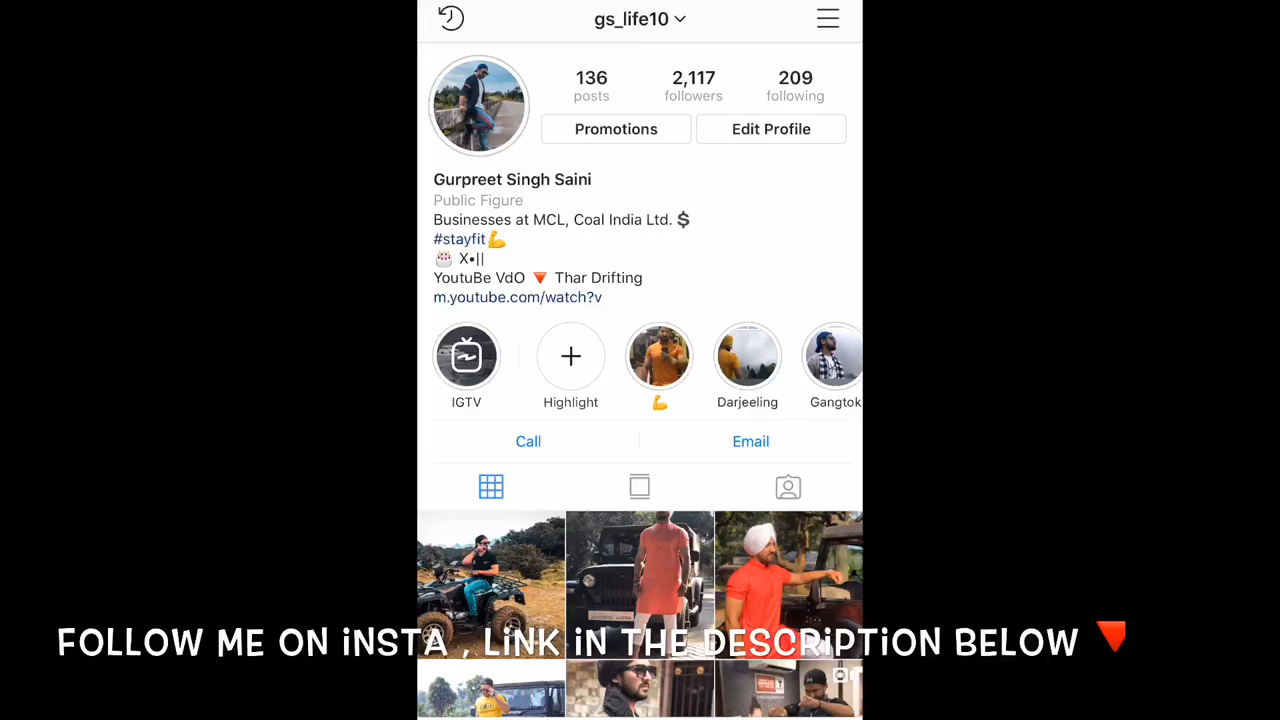 gs_life10
136 2,117 209
posts followers following
Promotions Edit Profile
Gurpreet Singh Saini
Public Figure
Businesses at MCL, Coal India Ltd. 💲
#stayfit💪
🎂 X•||
YoutuBe VdO 🔻 Thar Drifting
m.youtube.com/watch?v
IGTV Highlight 💪 Darjeeling Gangtok
Call Email
FOLLOW ME ON iNSTA , LiNK iN THE DESCRiPTiON BELOW 🔻